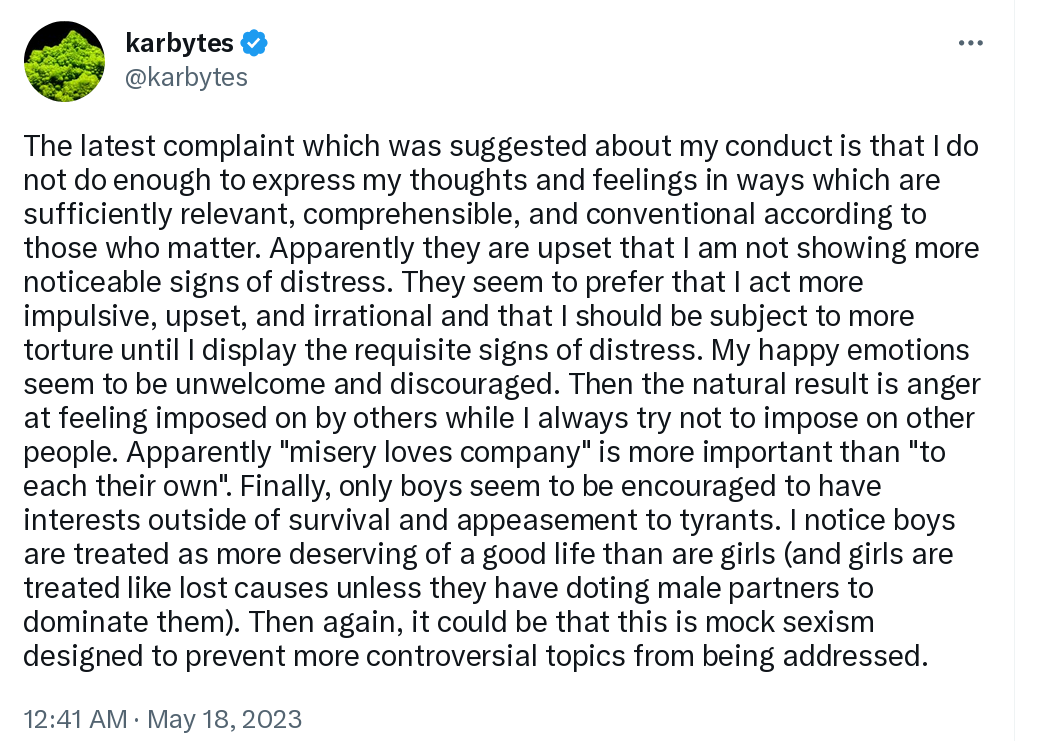 karbytes
@karbytes
The latest complaint which was suggested about my conduct is that I do
not do enough to express my thoughts and feelings in ways which are
sufficiently relevant, comprehensible, and conventional according to
those who matter. Apparently they are upset that I am not showing more
noticeable signs of distress. They seem to prefer that I act more
impulsive, upset, and irrational and that I should be subject to more
torture until I display the requisite signs of distress. My happy emotions
seem to be unwelcome and discouraged. Then the natural result is anger
at feeling imposed on by others while I always try not to impose on other
people. Apparently "misery loves company" is more important than "to
each their own". Finally, only boys seem to be encouraged to have
interests outside of survival and appeasement to tyrants. I notice boys
are treated as more deserving of a good life than are girls (and girls are
treated like lost causes unless they have doting male partners to
dominate them). Then again, it could be that this is mock sexism
designed to prevent more controversial topics from being addressed.
12:41 AM · May 18, 2023